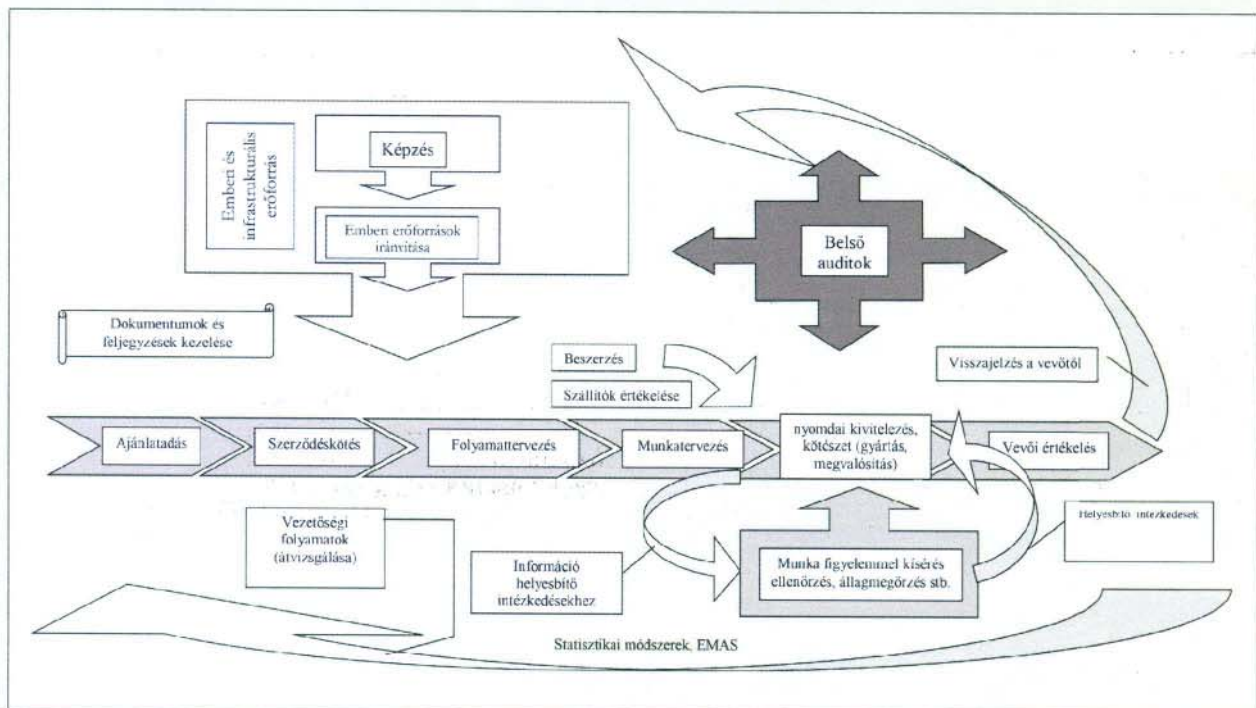 Emberi és
infrastrukturális
erőforrás
Képzés
Emberi erőforrások
irányítása
Belső
auditok
Dokumentumok és
feljegyzések kezelése
Beszerzés
Szállítók értékelése
Visszajelzés a vevőtől
Ajánlatadás
Szerződéskötés
Folyamattervezés
Munkatervezés
nyomdai kivitelezés,
kötészet (gyártás,
megvalósítás)
Vevői értékelés
Vezetőségi
folyamatok
(átvizsgálása)
Információ
helyesbítő
intézkedésekhez
Munka figyelemmel kísérés
ellenőrzés, állagmegőrzés stb.
Helyesbítő intézkedések
Statisztikai módszerek, EMAS